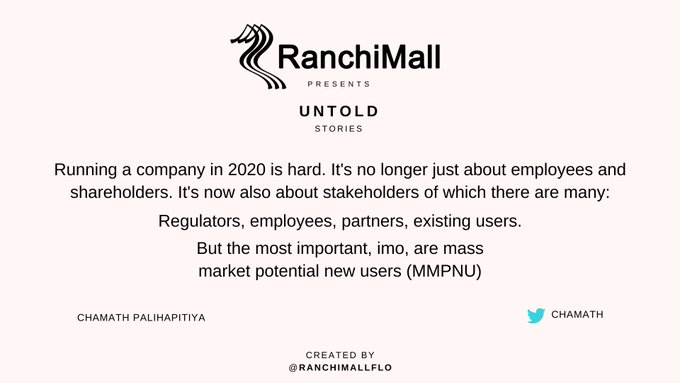 RanchiMall
PRESENTS
UNTOLD
STORIES
Running a company in 2020 is hard. It's no longer just about employees and
shareholders. It's now also about stakeholders of which there are many:
Regulators, employees, partners, existing users.
But the most important, imo, are mass
market potential new users (MMPNU)
CHAMATH PALIHAPITIYA
CHAMATH
CREATED BY
@RANCHIMALLFLO